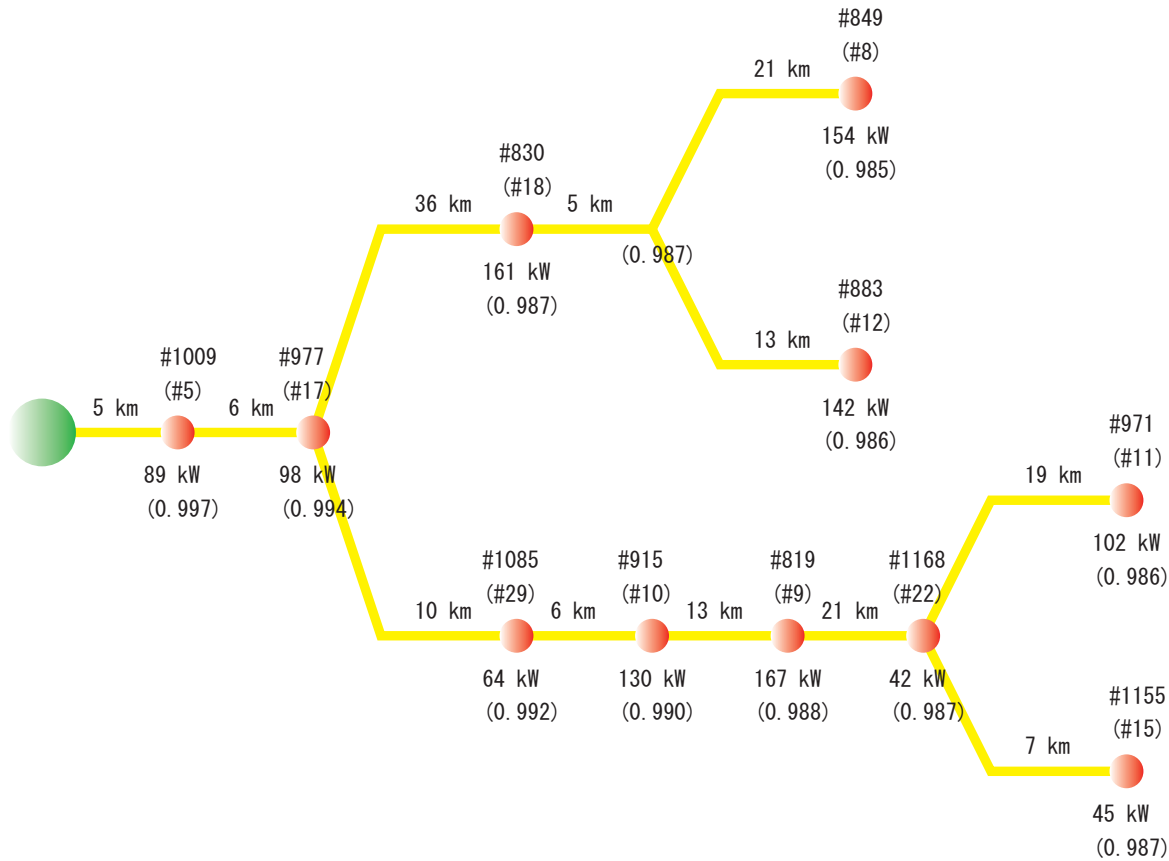 #849
(#8)
21 km
154 kW
(0.985)
#830
(#18)
36 km
5 km
161 kW
(0.987)
(0.987)
#883
(#12)
13 km
142 kW
(0.986)
#1009
(#5)
5 km
89 kW
(0.997)
#977
(#17)
6 km
98 kW
(0.994)
#971
(#11)
19 km
102 kW
(0.986)
#1085
(#29)
10 km
64 kW
(0.992)
#915
(#10)
6 km
130 kW
(0.990)
#819
(#9)
13 km
167 kW
(0.988)
#1168
(#22)
21 km
42 kW
(0.987)
#1155
(#15)
7 km
45 kW
(0.987)